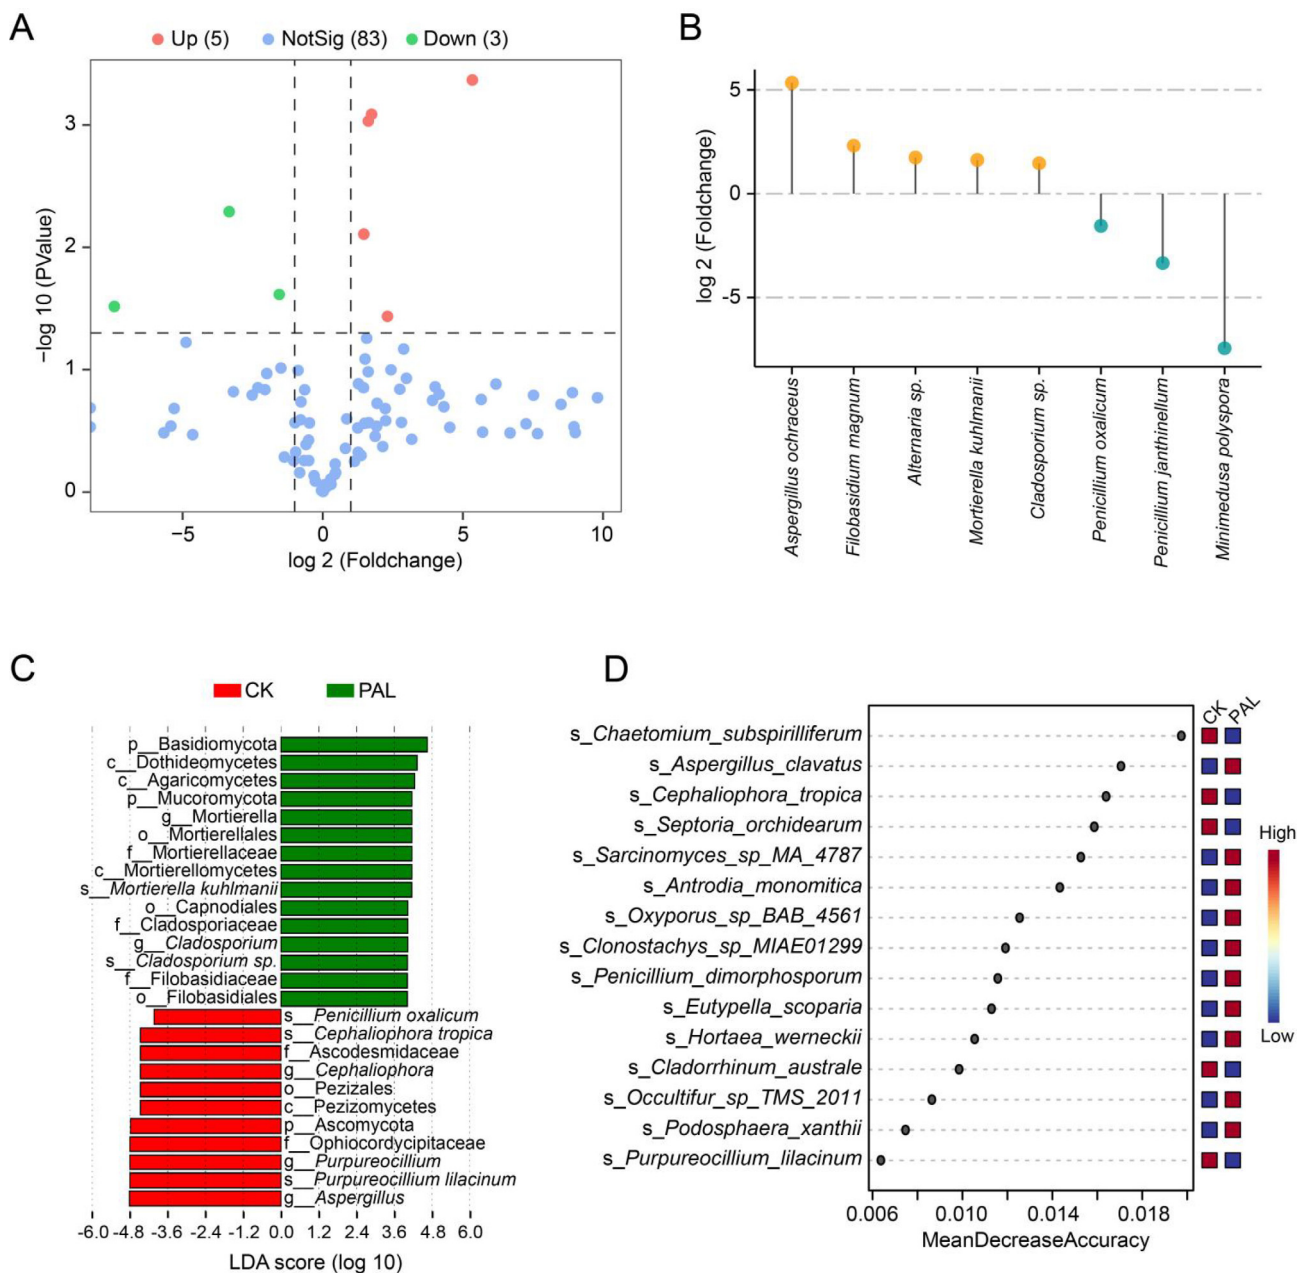 A
Up (5) NotSig (83) Down (3)
3
2
1
0
−log 10 (PValue)
−5 0 5 10
log 2 (Foldchange)
B
5
0
-5
log 2 (Foldchange)
Aspergillus ochraceus
Filobasidium magnum
Alternaria sp.
Mortierella kuhlmanii
Cladosporium sp.
Penicillium oxalicum
Penicillium janthinellum
Minimedusa polyspora
C
CK PAL
p__Basidiomycota
c__Dothideomycetes
c__Agaricomycetes
p__Mucoromycota
g__Mortierella
o__Mortierellales
f__Mortierellaceae
c__Mortierellomycetes
s__Mortierella kuhlmanii
o__Capnodiales
f__Cladosporiaceae
g__Cladosporium
s__Cladosporium sp.
f__Filobasidiaceae
o__Filobasidiales
s__Penicillium oxalicum
s__Cephaliophora tropica
f__Ascodesmidaceae
g__Cephaliophora
o__Pezizales
c__Pezizomycetes
p__Ascomycota
f__Ophiocordycipitaceae
g__Purpureocillium
s__Purpureocillium lilacinum
g__Aspergillus
-6.0 -4.8 -3.6 -2.4 -1.2 0.0 1.2 2.4 3.6 4.8 6.0
LDA score (log 10)
D
CK PAL
s_Chaetomium_subspirilliferum
s_Aspergillus_clavatus
s_Cephaliophora_tropica
s_Septoria_orchidearum
s_Sarcinomyces_sp_MA_4787
s_Antrodia_monomitica
s_Oxyporus_sp_BAB_4561
s_Clonostachys_sp_MIAE01299
s_Penicillium_dimorphosporum
s_Eutypella_scoparia
s_Hortaea_werneckii
s_Cladorrhinum_australe
s_Occultifur_sp_TMS_2011
s_Podosphaera_xanthii
s_Purpureocillium_lilacinum
0.006 0.010 0.014 0.018
MeanDecreaseAccuracy
High
Low